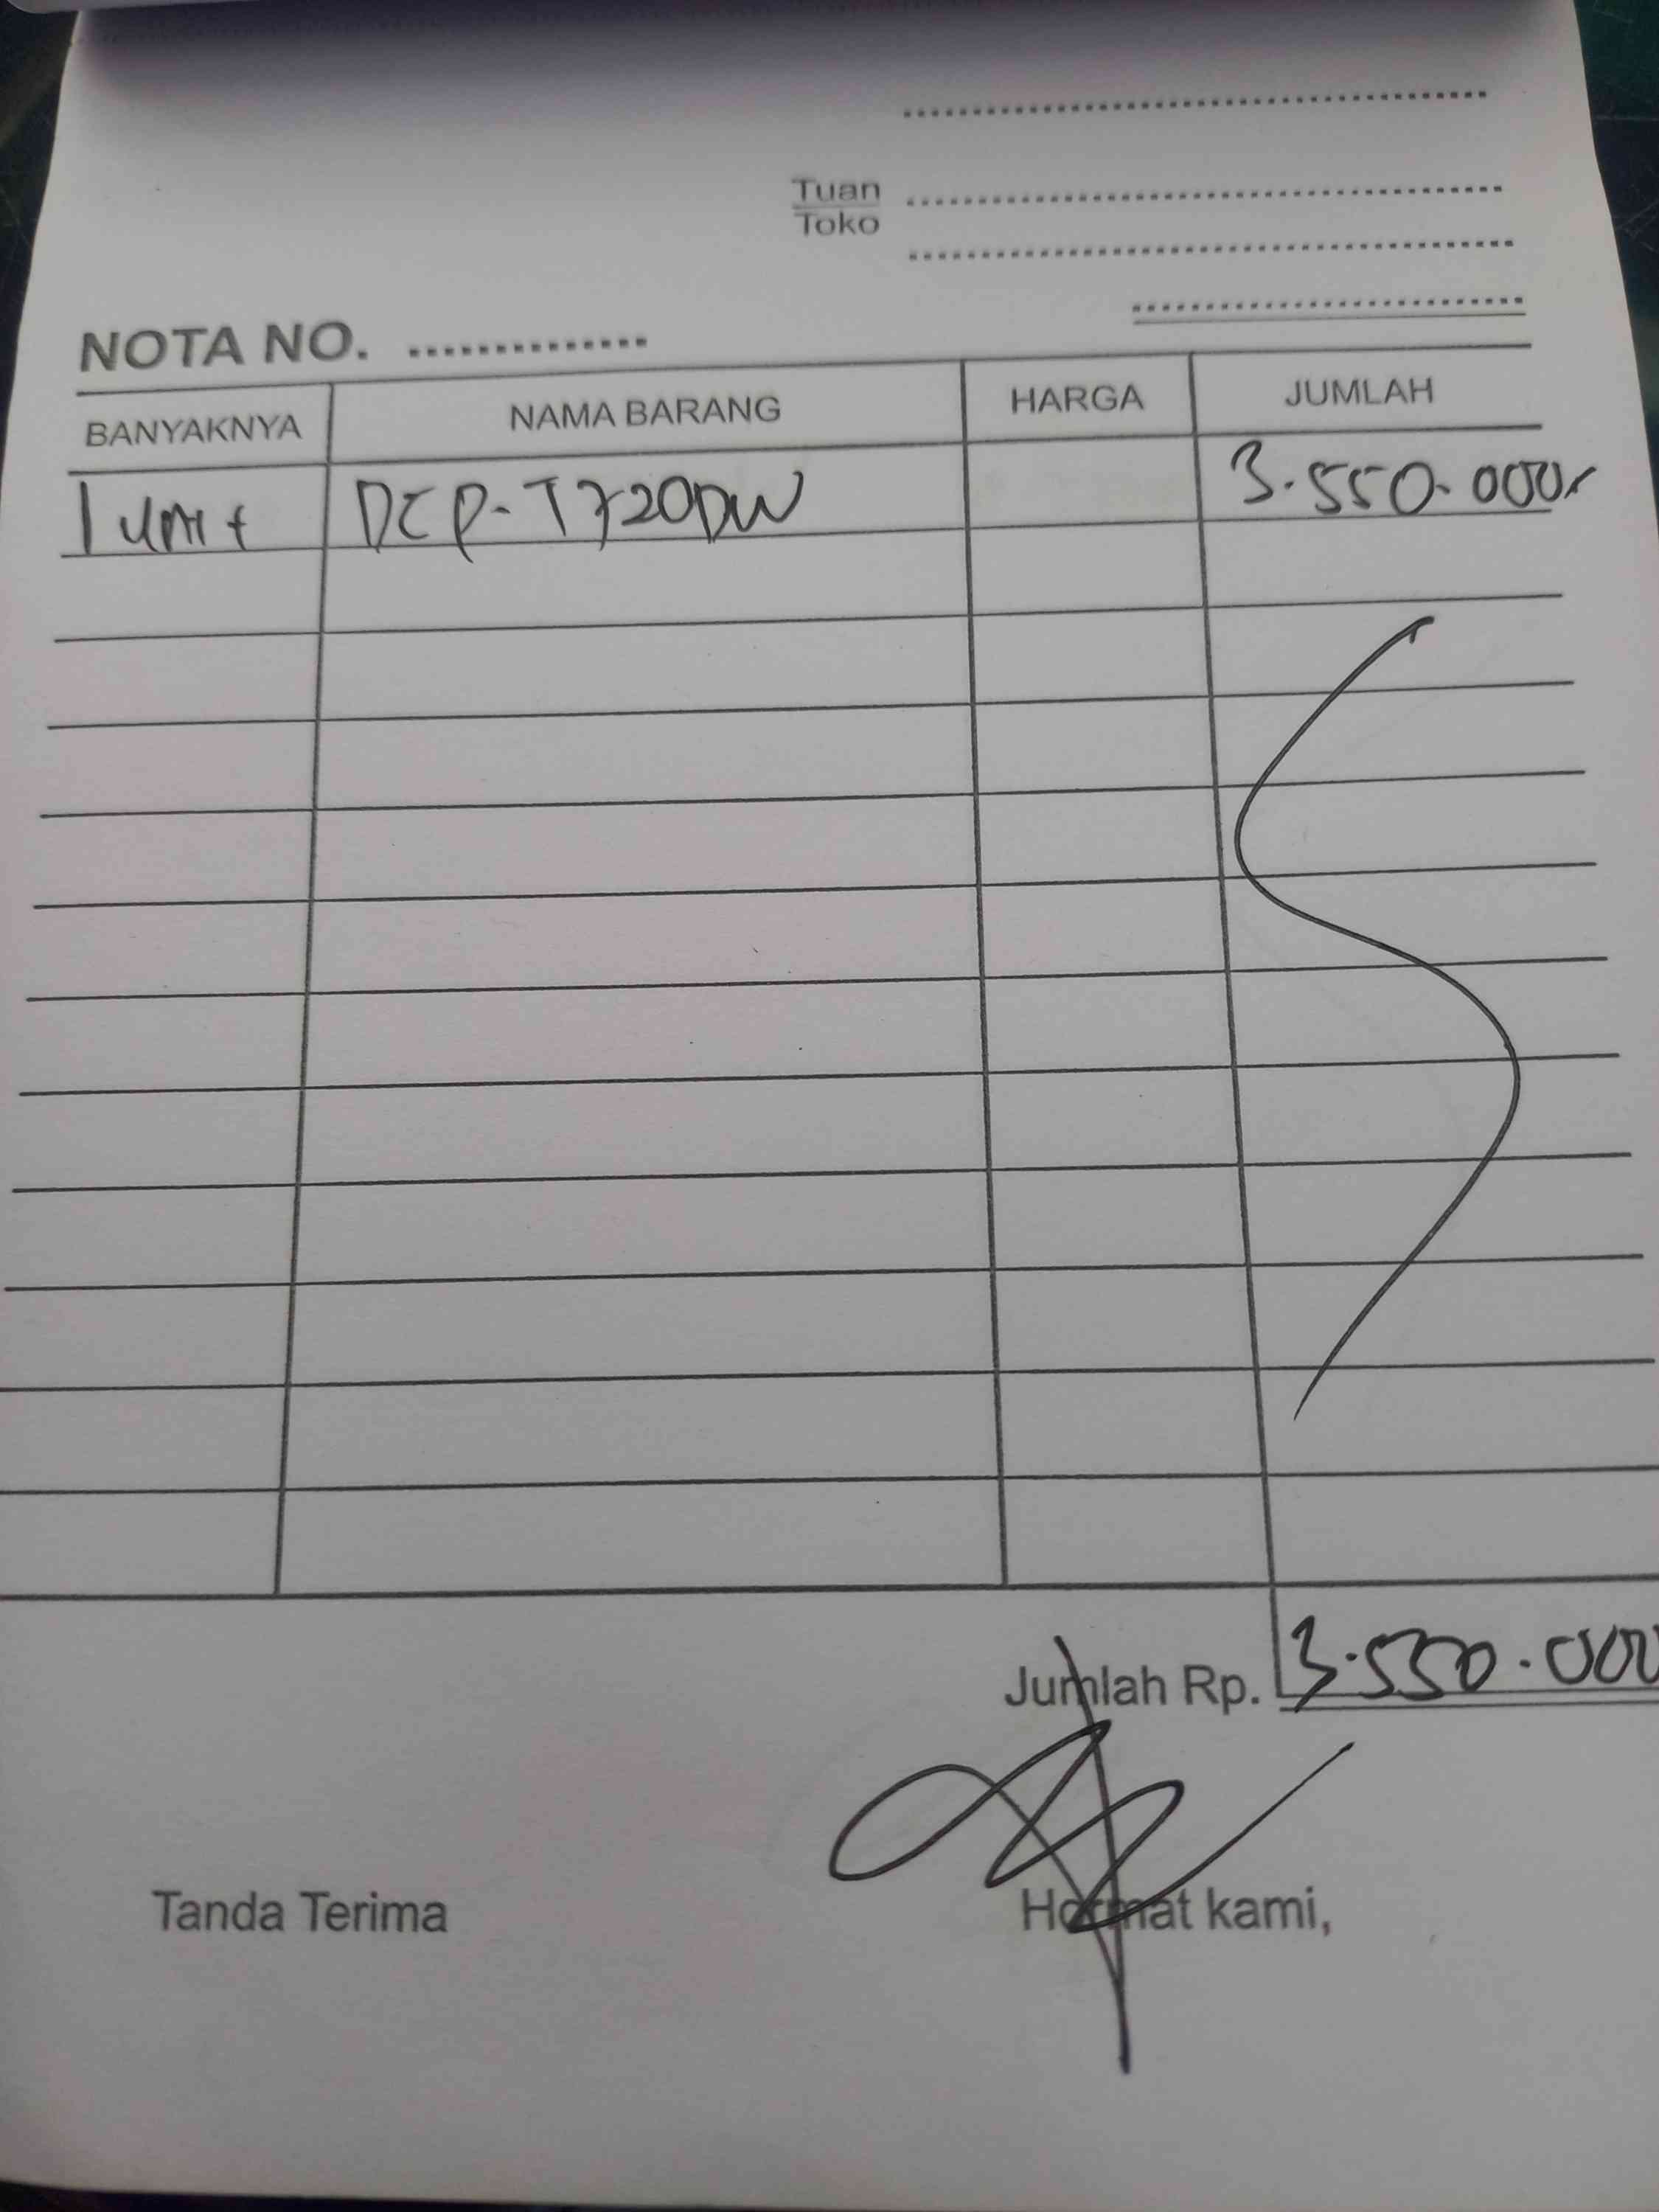 Tuan
Toko
NOTA NO.
BANYAKNYA NAMA BARANG HARGA JUMLAH
1 unit DCP-T720DW 3.550.000
Jumlah Rp. 3.550.000
Tanda Terima Hormat kami,